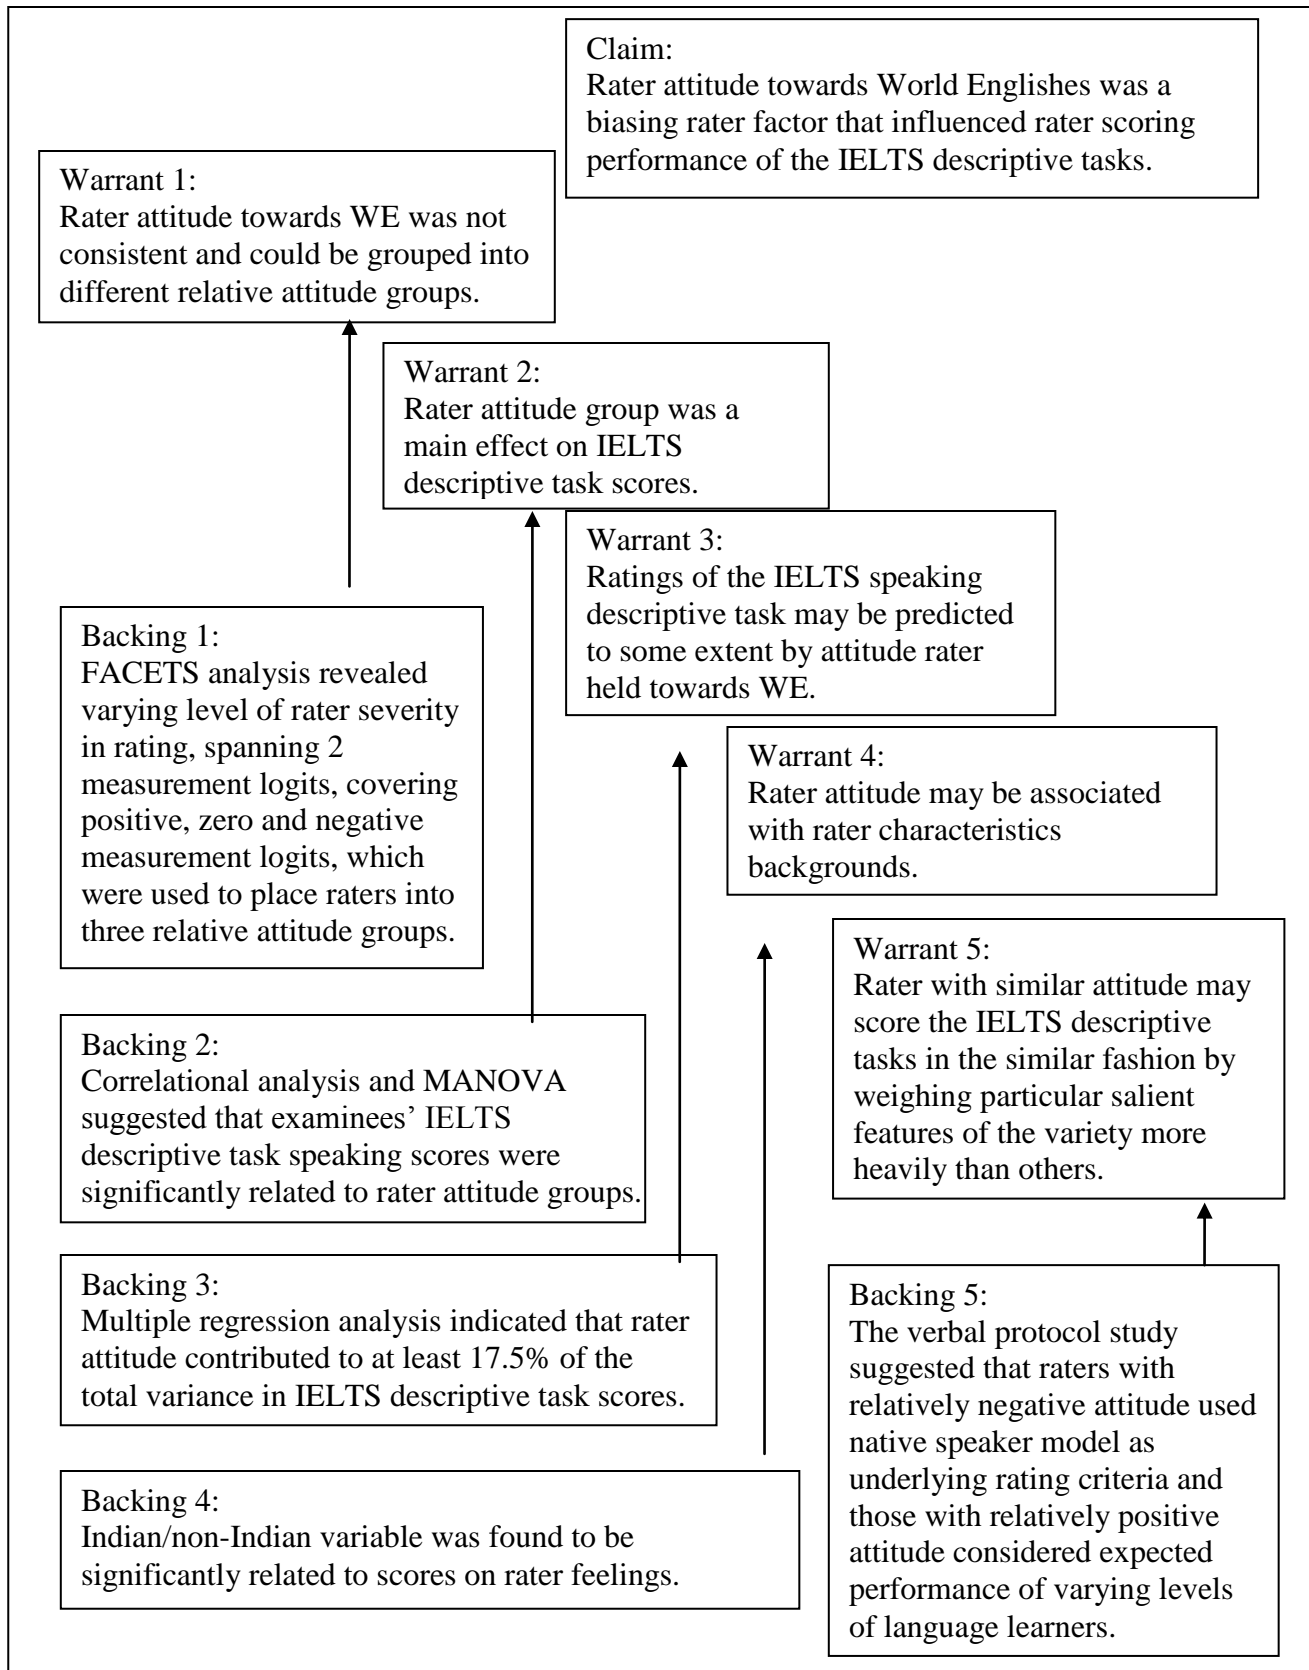 Claim:
Rater attitude towards World Englishes was a
biasing rater factor that influenced rater scoring
performance of the IELTS descriptive tasks.
Warrant 1:
Rater attitude towards WE was not
consistent and could be grouped into
different relative attitude groups.
Warrant 2:
Rater attitude group was a
main effect on IELTS
descriptive task scores.
Warrant 3:
Ratings of the IELTS speaking
descriptive task may be predicted
to some extent by attitude rater
held towards WE.
Backing 1:
FACETS analysis revealed
varying level of rater severity
in rating, spanning 2
measurement logits, covering
positive, zero and negative
measurement logits, which
were used to place raters into
three relative attitude groups.
Warrant 4:
Rater attitude may be associated
with rater characteristics
backgrounds.
Warrant 5:
Rater with similar attitude may
score the IELTS descriptive
tasks in the similar fashion by
weighing particular salient
features of the variety more
heavily than others.
Backing 2:
Correlational analysis and MANOVA
suggested that examinees’ IELTS
descriptive task speaking scores were
significantly related to rater attitude groups.
Backing 3:
Multiple regression analysis indicated that rater
attitude contributed to at least 17.5% of the
total variance in IELTS descriptive task scores.
Backing 4:
Indian/non-Indian variable was found to be
significantly related to scores on rater feelings.
Backing 5:
The verbal protocol study
suggested that raters with
relatively negative attitude used
native speaker model as
underlying rating criteria and
those with relatively positive
attitude considered expected
performance of varying levels
of language learners.